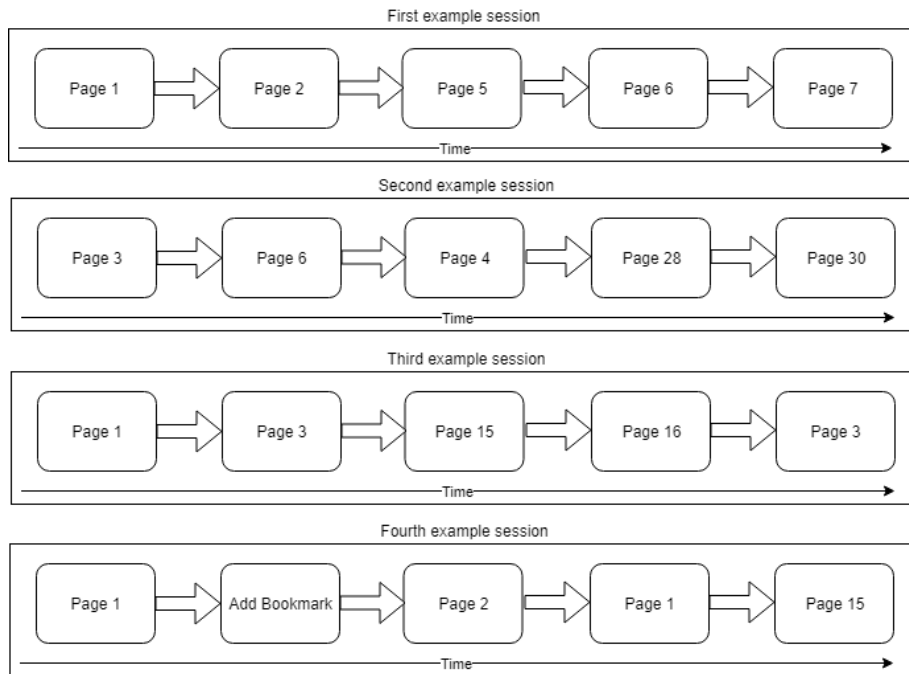 First example session
Page 1 Page 2 Page 5 Page 6 Page 7
Time
Second example session
Page 3 Page 6 Page 4 Page 28 Page 30
Time
Third example session
Page 1 Page 3 Page 15 Page 16 Page 3
Time
Fourth example session
Page 1 Add Bookmark Page 2 Page 1 Page 15
Time